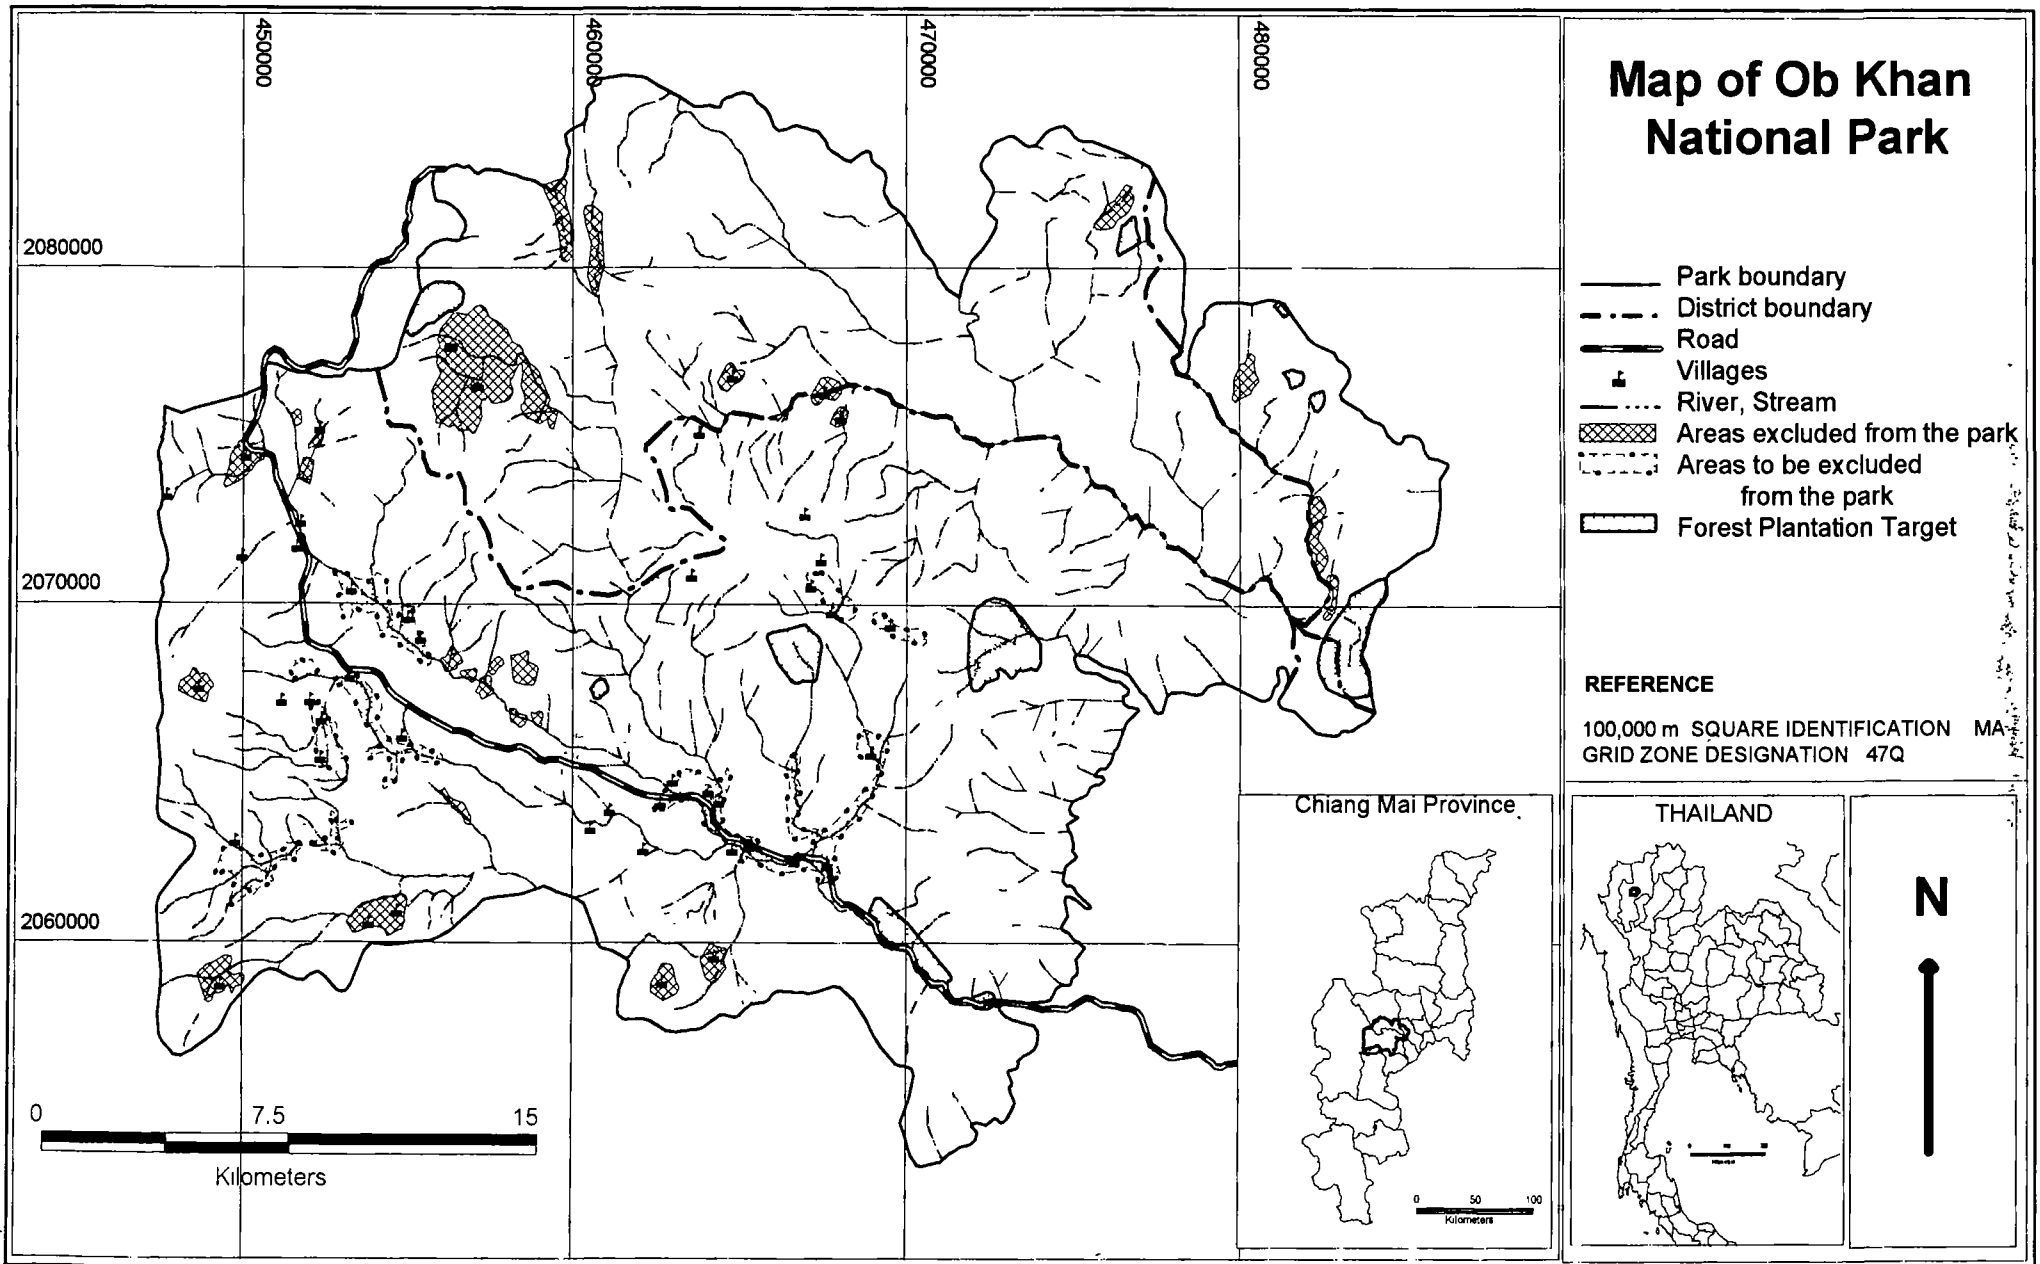 450000
460000
470000
480000
2080000
2070000
2060000
0 7.5 15
Kilometers
Map of Ob Khan
National Park
Park boundary
District boundary
Road
Villages
River, Stream
Areas excluded from the park
Areas to be excluded
from the park
Forest Plantation Target
REFERENCE
100,000 m SQUARE IDENTIFICATION MA
GRID ZONE DESIGNATION 47Q
Chiang Mai Province
0 50 100
Kilometers
THAILAND
N